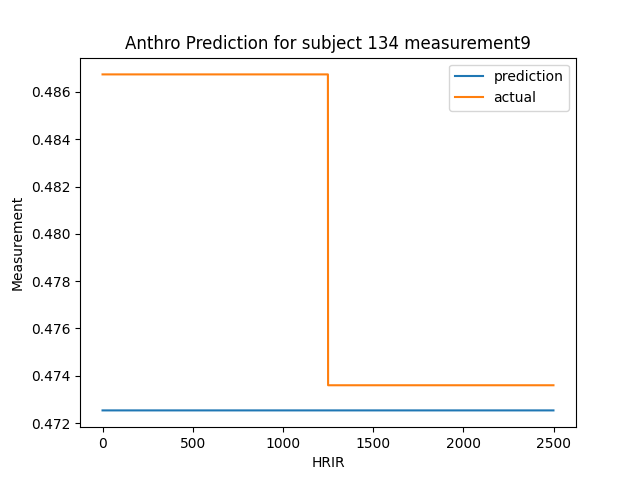 Anthro Prediction for subject 134 measurement9
prediction
actual
Measurement
0.486
0.484
0.482
0.480
0.478
0.476
0.474
0.472
0
500
1000
1500
2000
2500
HRIR